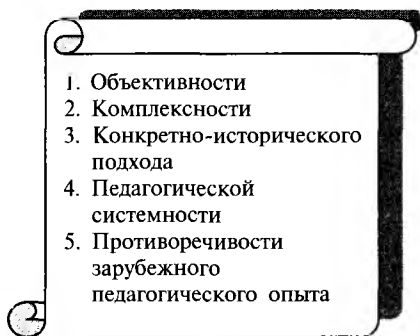 1. Объективности
2. Комплексности
3. Конкретно-исторического
подхода
4. Педагогической
системности
5. Противоречивости
зарубежного
педагогического опыта